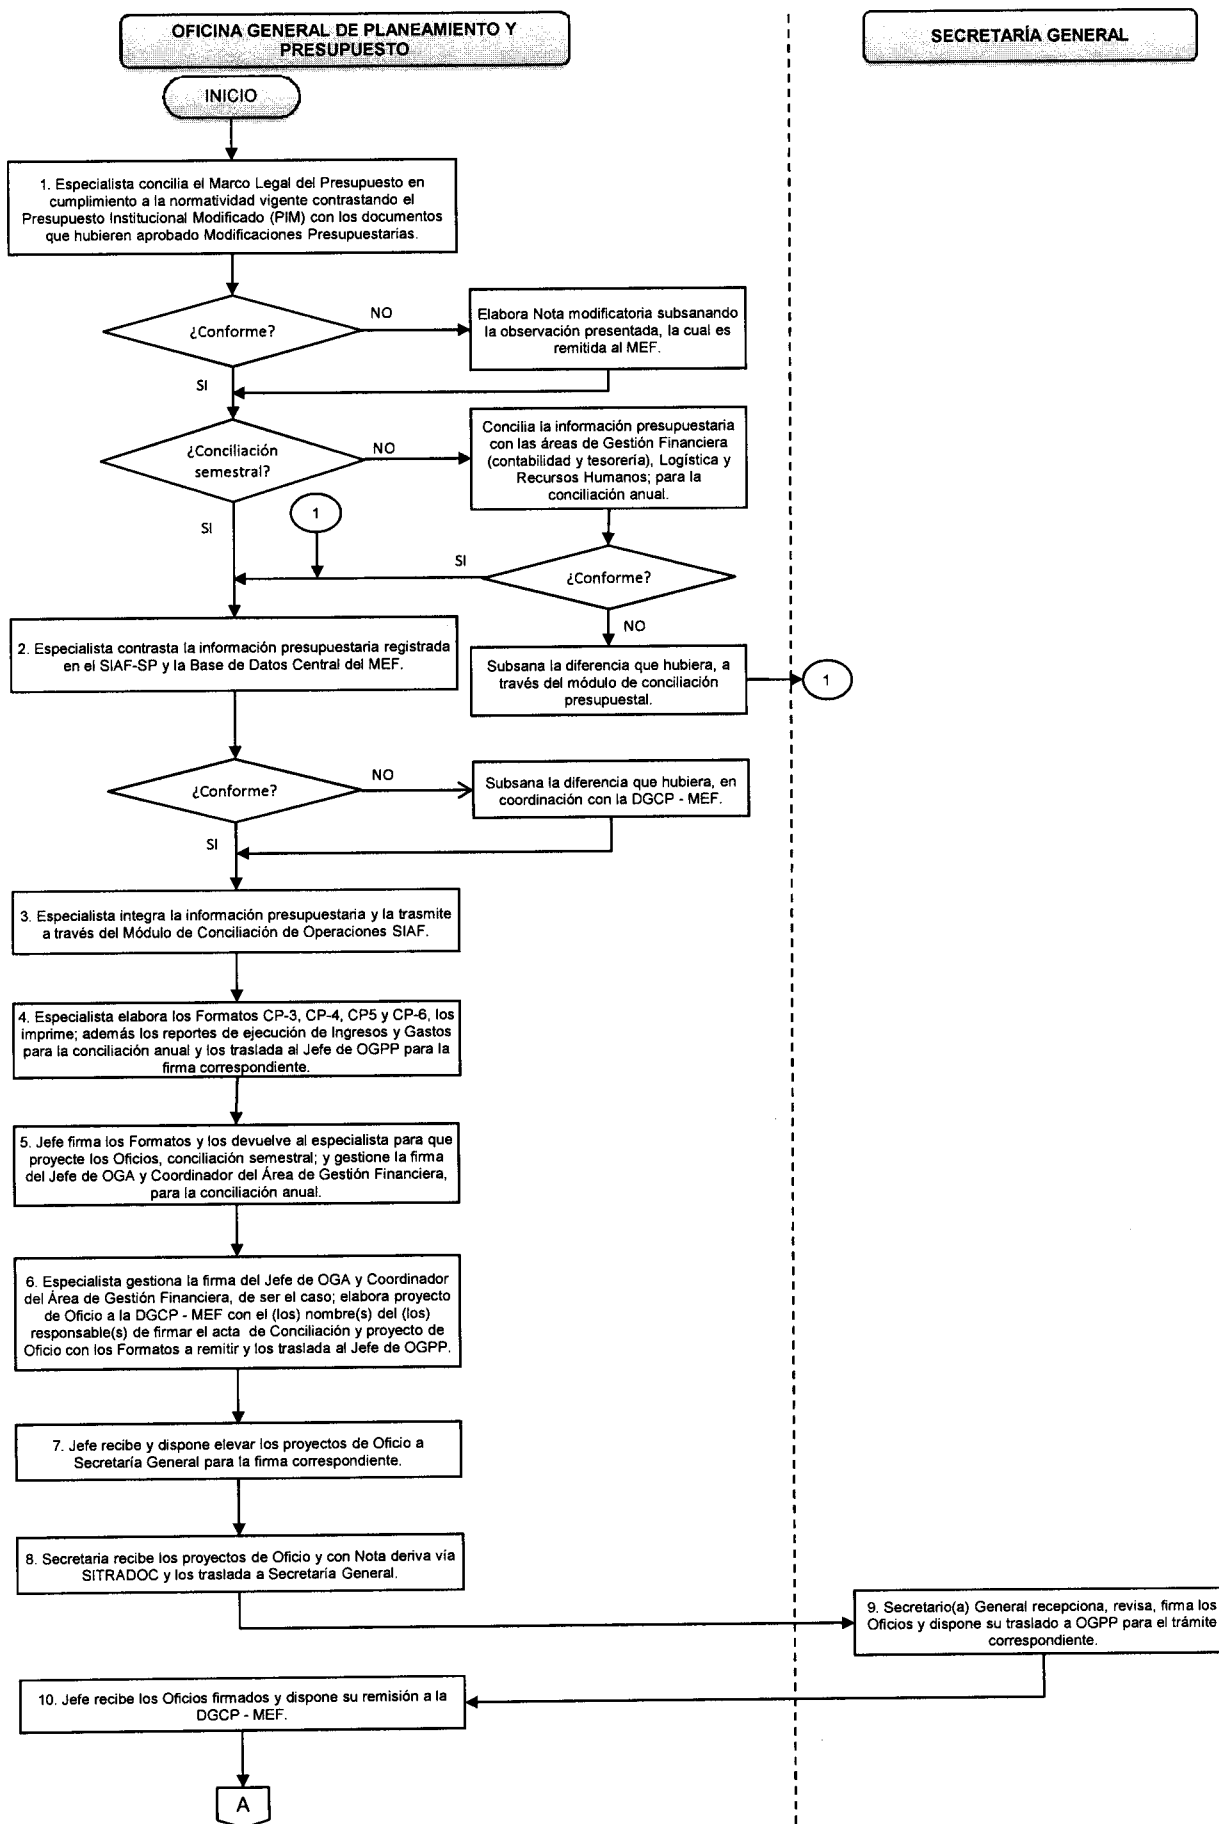 OFICINA GENERAL DE PLANEAMIENTO Y
PRESUPUESTO
SECRETARÍA GENERAL
INICIO
1. Especialista concilia el Marco Legal del Presupuesto en
cumplimiento a la normatividad vigente contrastando el
Presupuesto Institucional Modificado (PIM) con los documentos
que hubieren aprobado Modificaciones Presupuestarias.
¿Conforme?
NO
Elabora Nota modificatoria subsanando
la observación presentada, la cual es
remitida al MEF.
SI
¿Conciliación
semestral?
NO
Concilia la información presupuestaria
con las áreas de Gestión Financiera
(contabilidad y tesorería), Logística y
Recursos Humanos; para la
conciliación anual.
1
SI
SI
¿Conforme?
NO
2. Especialista contrasta la información presupuestaria registrada
en el SIAF-SP y la Base de Datos Central del MEF.
Subsana la diferencia que hubiera, a
través del módulo de conciliación
presupuestal.
1
¿Conforme?
NO
Subsana la diferencia que hubiera, en
coordinación con la DGCP - MEF.
SI
3. Especialista integra la información presupuestaria y la trasmite
a través del Módulo de Conciliación de Operaciones SIAF.
4. Especialista elabora los Formatos CP-3, CP-4, CP5 y CP-6, los
imprime; además los reportes de ejecución de Ingresos y Gastos
para la conciliación anual y los traslada al Jefe de OGPP para la
firma correspondiente.
5. Jefe firma los Formatos y los devuelve al especialista para que
proyecte los Oficios, conciliación semestral; y gestione la firma
del Jefe de OGA y Coordinador del Área de Gestión Financiera,
para la conciliación anual.
6. Especialista gestiona la firma del Jefe de OGA y Coordinador
del Área de Gestión Financiera, de ser el caso; elabora proyecto
de Oficio a la DGCP - MEF con el (los) nombre(s) del (los)
responsable(s) de firmar el acta de Conciliación y proyecto de
Oficio con los Formatos a remitir y los traslada al Jefe de OGPP.
7. Jefe recibe y dispone elevar los proyectos de Oficio a
Secretaría General para la firma correspondiente.
8. Secretaria recibe los proyectos de Oficio y con Nota deriva vía
SITRADOC y los traslada a Secretaría General.
9. Secretario(a) General recepciona, revisa, firma los
Oficios y dispone su traslado a OGPP para el trámite
correspondiente.
10. Jefe recibe los Oficios firmados y dispone su remisión a la
DGCP - MEF.
A